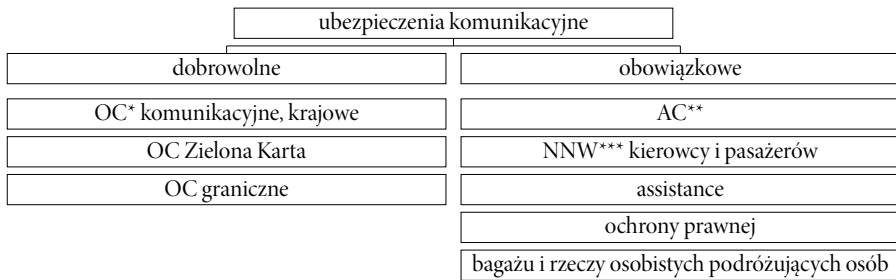 ubezpieczenia komunikacyjne
dobrowolne
obowiązkowe
OC* komunikacyjne, krajowe
AC**
OC Zielona Karta
NNW*** kierowcy i pasażerów
OC graniczne
assistance
ochrony prawnej
bagażu i rzeczy osobistych podróżujących osób